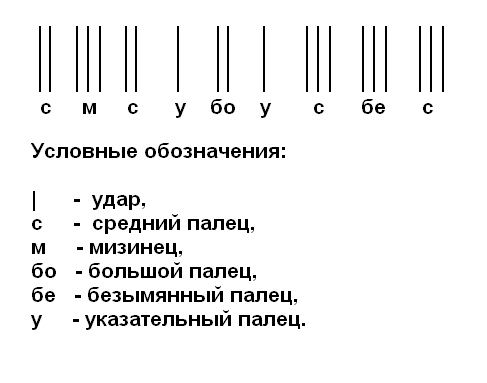 с м с у бо у с бе с
Условные обозначения:
| - удар,
с - средний палец,
м - мизинец,
бо - большой палец,
бе - безымянный палец,
у - указательный палец.